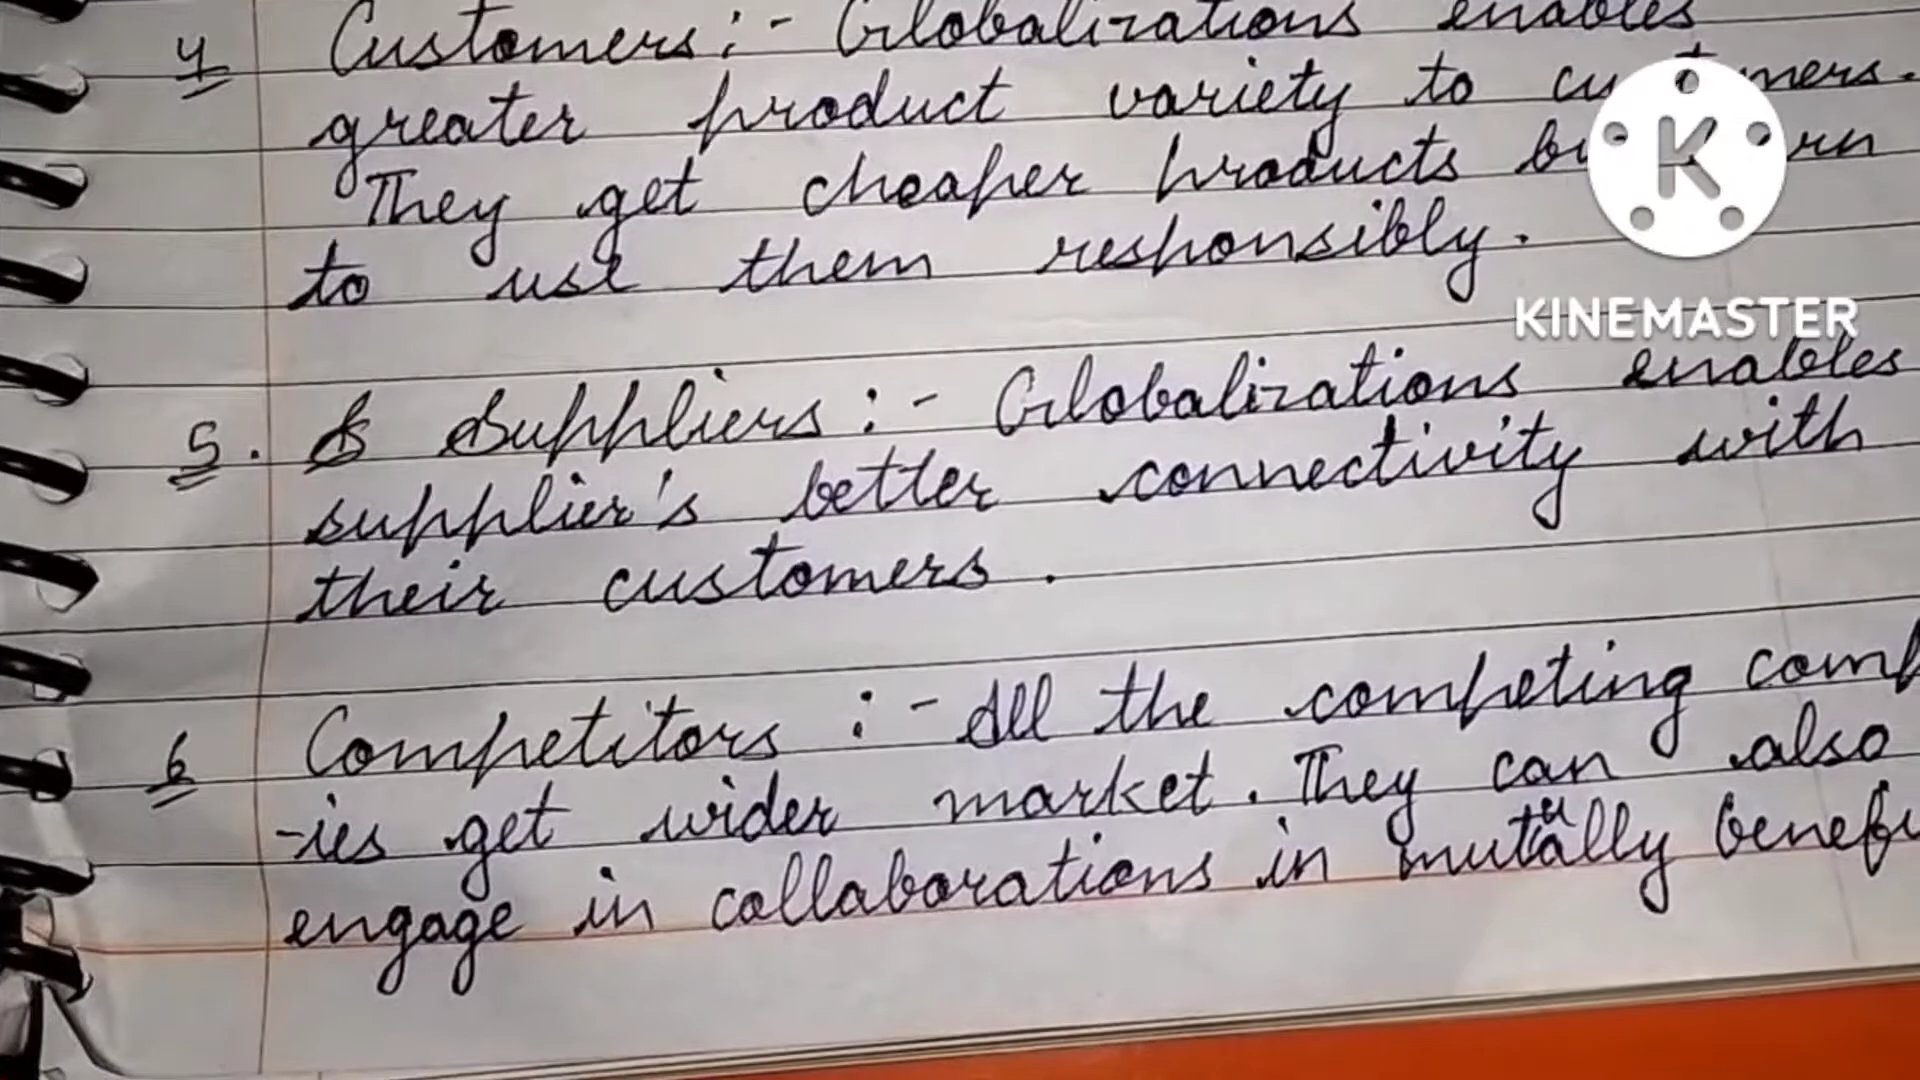 4 Customers :- Globalizations enables
greater product variety to customers.
They get cheaper products
to use them responsibly.
KINEMASTER
5. S Suppliers :- Globalizations enables
supplier's better connectivity with
their customers.
6 Competitors :- All the competing comp
-ies get wider market. They can also
engage in collaborations in mutually benefi